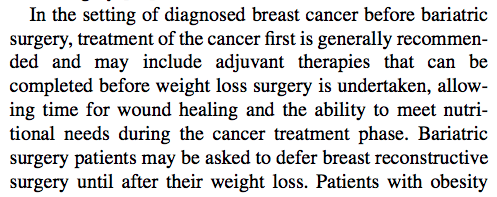 In the setting of diagnosed breast cancer before bariatric
surgery, treatment of the cancer first is generally recommen-
ded and may include adjuvant therapies that can be
completed before weight loss surgery is undertaken, allow-
ing time for wound healing and the ability to meet nutri-
tional needs during the cancer treatment phase. Bariatric
surgery patients may be asked to defer breast reconstructive
surgery until after their weight loss. Patients with obesity